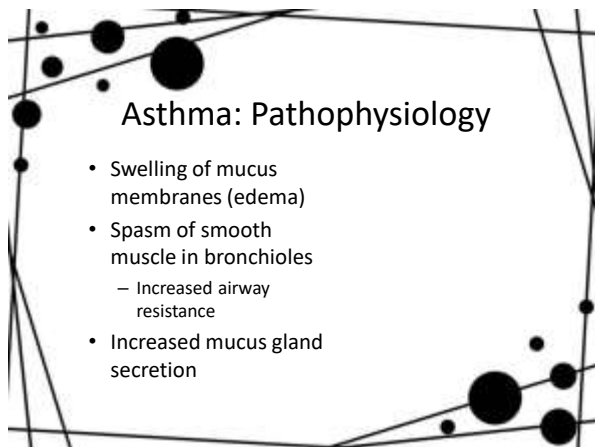 Asthma: Pathophysiology
• Swelling of mucus
membranes (edema)
• Spasm of smooth
muscle in bronchioles
– Increased airway
resistance
• Increased mucus gland
secretion